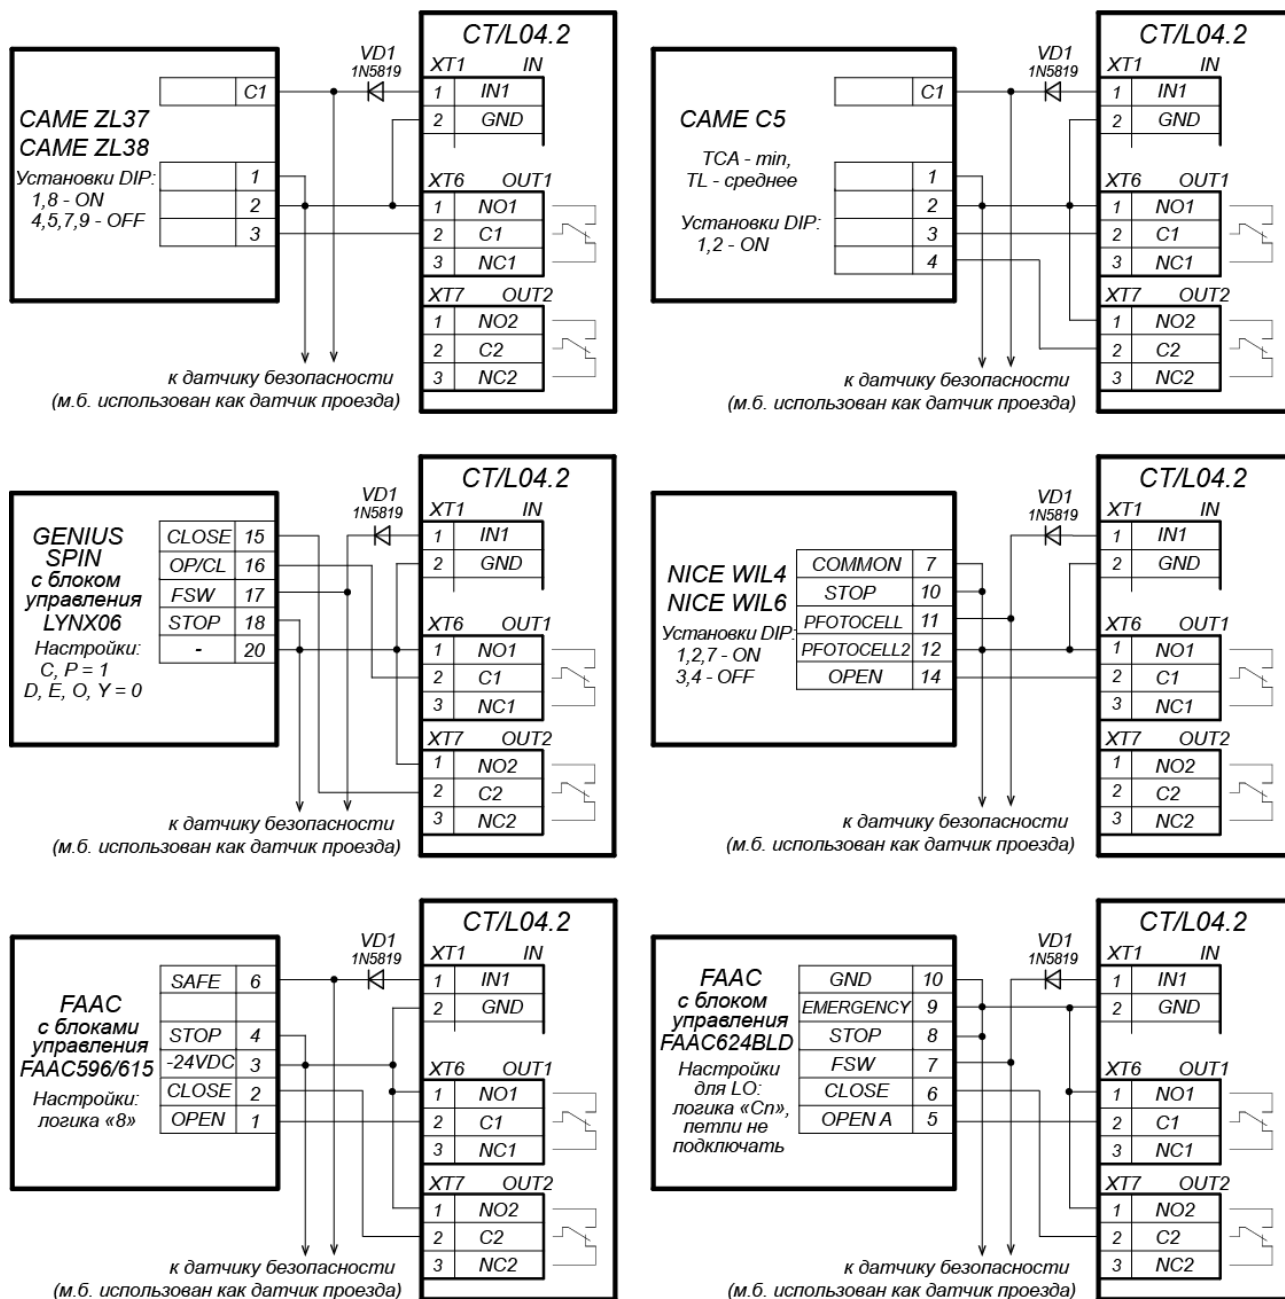 CAME ZL37
CAME ZL38
Установки DIP:
1,8 - ON
4,5,7,9 - OFF
C1
1
2
3
VD1
1N5819
CT/L04.2
XT1 IN
1 IN1
2 GND
XT6 OUT1
1 NO1
2 C1
3 NC1
XT7 OUT2
1 NO2
2 C2
3 NC2
к датчику безопасности
(м.б. использован как датчик проезда)
CAME C5
TCA - min,
TL - среднее
Установки DIP:
1,2 - ON
C1
1
2
3
4
VD1
1N5819
CT/L04.2
XT1 IN
1 IN1
2 GND
XT6 OUT1
1 NO1
2 C1
3 NC1
XT7 OUT2
1 NO2
2 C2
3 NC2
к датчику безопасности
(м.б. использован как датчик проезда)
GENIUS
SPIN
с блоком
управления
LYNX06
Настройки:
C, P = 1
D, E, O, Y = 0
CLOSE 15
OP/CL 16
FSW 17
STOP 18
- 20
VD1
1N5819
CT/L04.2
XT1 IN
1 IN1
2 GND
XT6 OUT1
1 NO1
2 C1
3 NC1
XT7 OUT2
1 NO2
2 C2
3 NC2
к датчику безопасности
(м.б. использован как датчик проезда)
NICE WIL4
NICE WIL6
Установки DIP:
1,2,7 - ON
3,4 - OFF
COMMON 7
STOP 10
PFOTOCELL 11
PFOTOCELL2 12
OPEN 14
VD1
1N5819
CT/L04.2
XT1 IN
1 IN1
2 GND
XT6 OUT1
1 NO1
2 C1
3 NC1
XT7 OUT2
1 NO2
2 C2
3 NC2
к датчику безопасности
(м.б. использован как датчик проезда)
FAAC
с блоками
управления
FAAC596/615
Настройки:
логика «8»
SAFE 6
STOP 4
-24VDC 3
CLOSE 2
OPEN 1
VD1
1N5819
CT/L04.2
XT1 IN
1 IN1
2 GND
XT6 OUT1
1 NO1
2 C1
3 NC1
XT7 OUT2
1 NO2
2 C2
3 NC2
к датчику безопасности
(м.б. использован как датчик проезда)
FAAC
с блоком
управления
FAAC624BLD
Настройки
для LO:
логика «Cn»,
петли не
подключать
GND 10
EMERGENCY 9
STOP 8
FSW 7
CLOSE 6
OPEN A 5
VD1
1N5819
CT/L04.2
XT1 IN
1 IN1
2 GND
XT6 OUT1
1 NO1
2 C1
3 NC1
XT7 OUT2
1 NO2
2 C2
3 NC2
к датчику безопасности
(м.б. использован как датчик проезда)